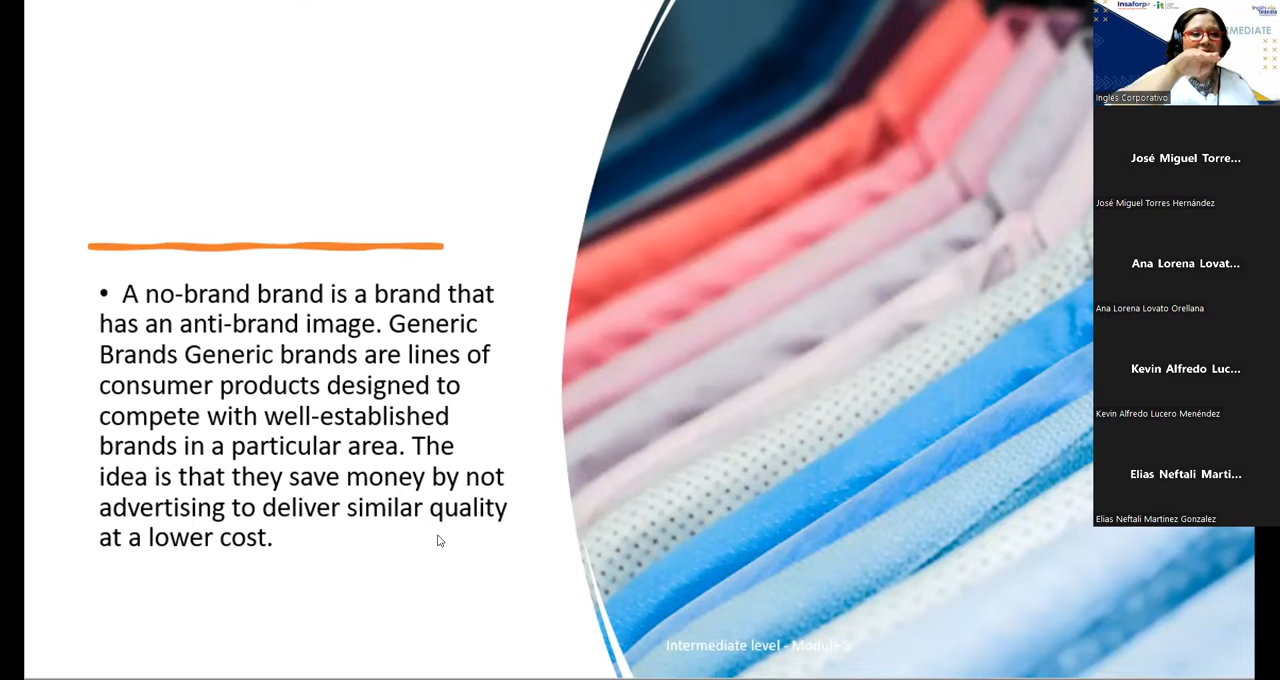 • A no-brand brand is a brand that
has an anti-brand image. Generic
Brands Generic brands are lines of
consumer products designed to
compete with well-established
brands in a particular area. The
idea is that they save money by not
advertising to deliver similar quality
at a lower cost.
Intermediate level - Module 3
Insaforp
MEDIATE
Inglés Corporativo
José Miguel Torre...
José Miguel Torres Hernández
Ana Lorena Lovat...
Ana Lorena Lovato Orellana
Kevin Alfredo Luc...
Kevin Alfredo Lucero Menéndez
Elias Neftali Marti...
Elias Neftali Martinez Gonzalez